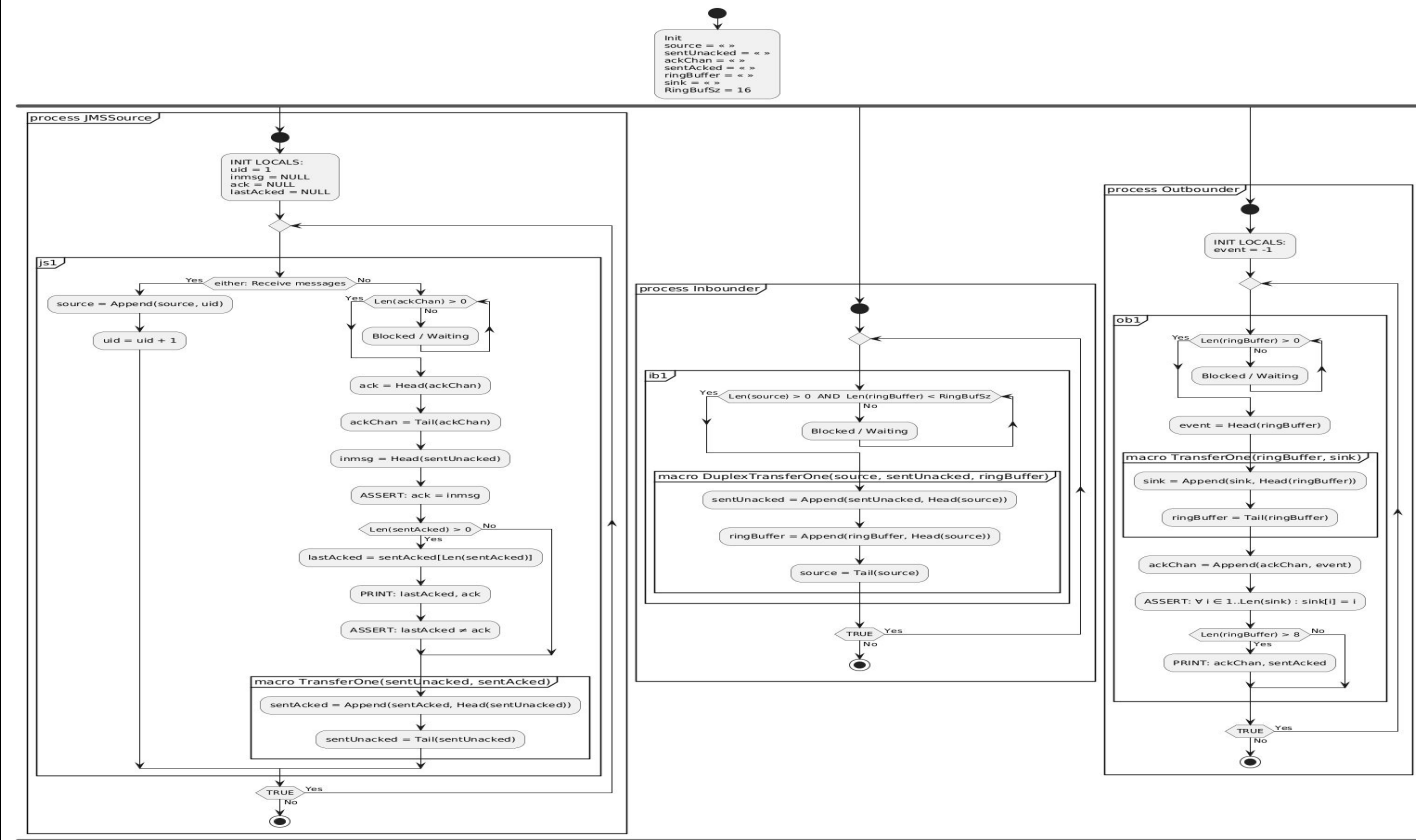 Init
source = « »
sentUnacked = « »
ackChan = « »
sentAcked = « »
ringBuffer = « »
sink = « »
RingBufSz = 16
process JMSSource
INIT LOCALS:
uid = 1
inmsg = NULL
ack = NULL
lastAcked = NULL
js1
Yes
either: Receive messages
No
source = Append(source, uid)
uid = uid + 1
Yes
Len(ackChan) > 0
No
Blocked / Waiting
ack = Head(ackChan)
ackChan = Tail(ackChan)
inmsg = Head(sentUnacked)
ASSERT: ack = inmsg
Len(sentAcked) > 0
No
Yes
lastAcked = sentAcked[Len(sentAcked)]
PRINT: lastAcked, ack
ASSERT: lastAcked ≠ ack
macro TransferOne(sentUnacked, sentAcked)
sentAcked = Append(sentAcked, Head(sentUnacked))
sentUnacked = Tail(sentUnacked)
TRUE
Yes
No
process Inbounder
ib1
Yes
Len(source) > 0 AND Len(ringBuffer) < RingBufSz
No
Blocked / Waiting
macro DuplexTransferOne(source, sentUnacked, ringBuffer)
sentUnacked = Append(sentUnacked, Head(source))
ringBuffer = Append(ringBuffer, Head(source))
source = Tail(source)
TRUE
Yes
No
process Outbounder
INIT LOCALS:
event = -1
ob1
Yes
Len(ringBuffer) > 0
No
Blocked / Waiting
event = Head(ringBuffer)
macro TransferOne(ringBuffer, sink)
sink = Append(sink, Head(ringBuffer))
ringBuffer = Tail(ringBuffer)
ackChan = Append(ackChan, event)
ASSERT: ∀ i ∈ 1..Len(sink) : sink[i] = i
Len(ringBuffer) > 8
No
Yes
PRINT: ackChan, sentAcked
TRUE
Yes
No